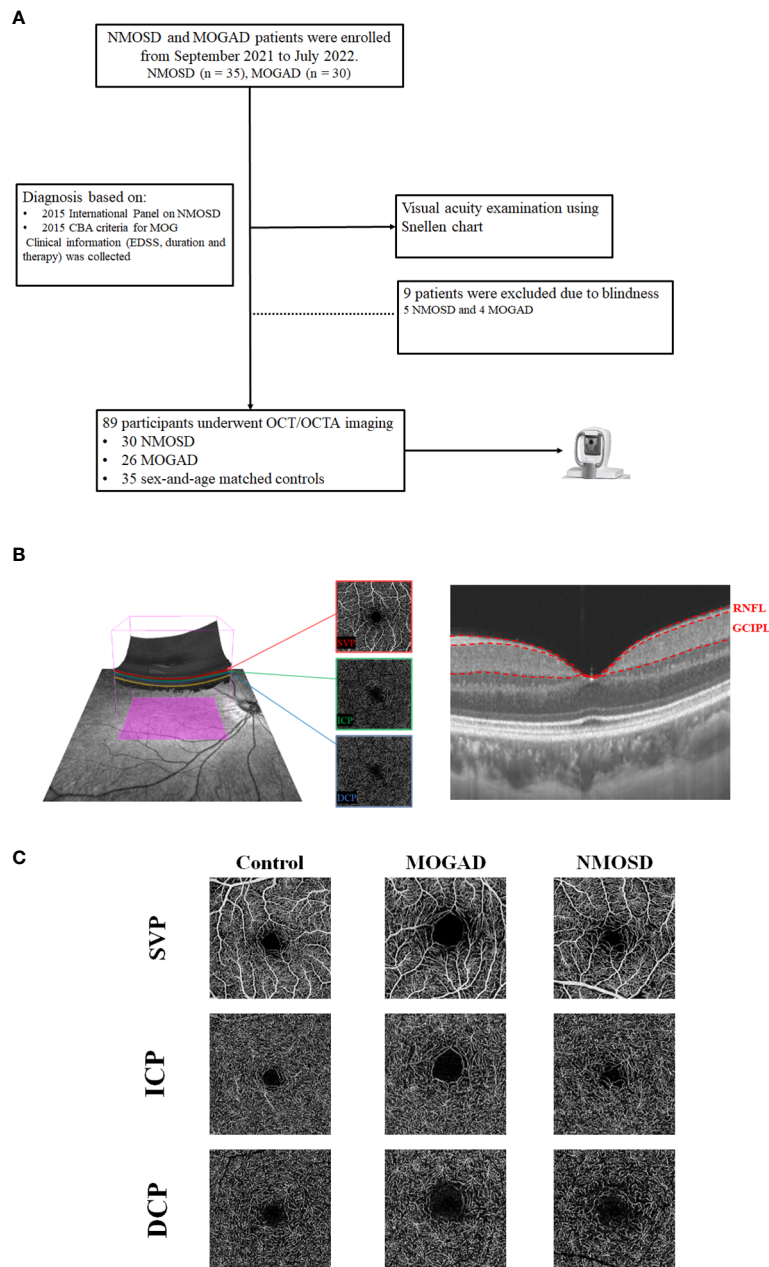 A
NMOSD and MOGAD patients were enrolled
from September 2021 to July 2022.
NMOSD (n = 35), MOGAD (n = 30)
Diagnosis based on:
• 2015 International Panel on NMOSD
• 2015 CBA criteria for MOG
Clinical information (EDSS, duration and
therapy) was collected
Visual acuity examination using
Snellen chart
9 patients were excluded due to blindness
5 NMOSD and 4 MOGAD
89 participants underwent OCT/OCTA imaging
• 30 NMOSD
• 26 MOGAD
• 35 sex-and-age matched controls
B
SVP
ICP
DCP
RNFL
GCIPL
C
Control MOGAD NMOSD
SVP
ICP
DCP